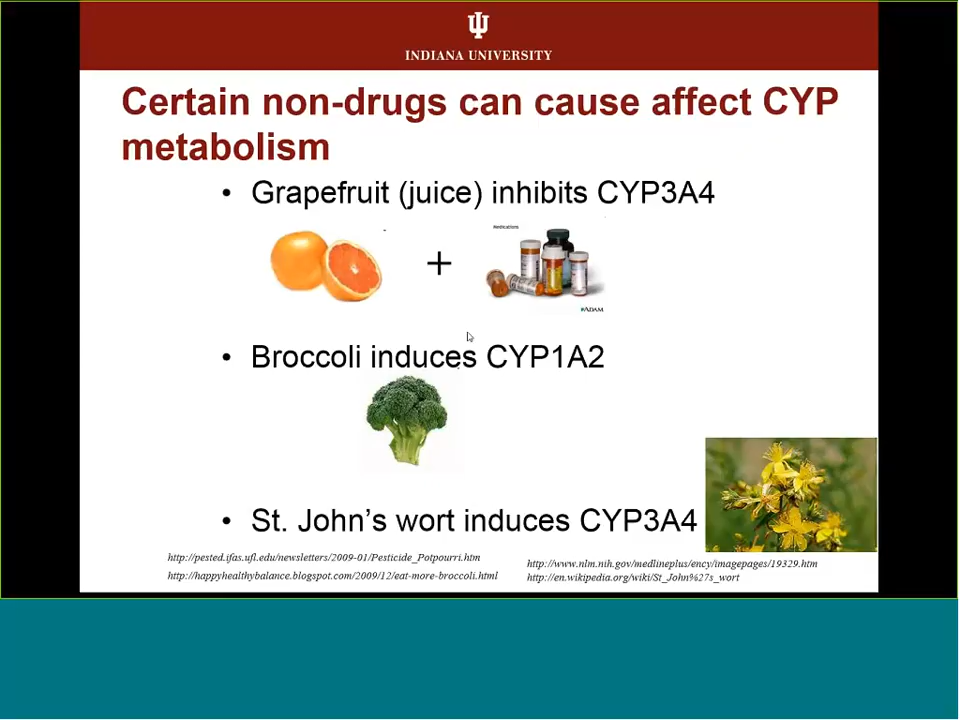 INDIANA UNIVERSITY
Certain non-drugs can cause affect CYP
metabolism
• Grapefruit (juice) inhibits CYP3A4
Medications
+
ADAM
• Broccoli induces CYP1A2
• St. John’s wort induces CYP3A4
http://pested.ifas.ufl.edu/newsletters/2009-01/Pesticide_Potpourri.htm
http://happyhealthybalance.blogspot.com/2009/12/eat-more-broccoli.html
http://www.nlm.nih.gov/medlineplus/ency/imagepages/19329.htm
http://en.wikipedia.org/wiki/St_John%27s_wort